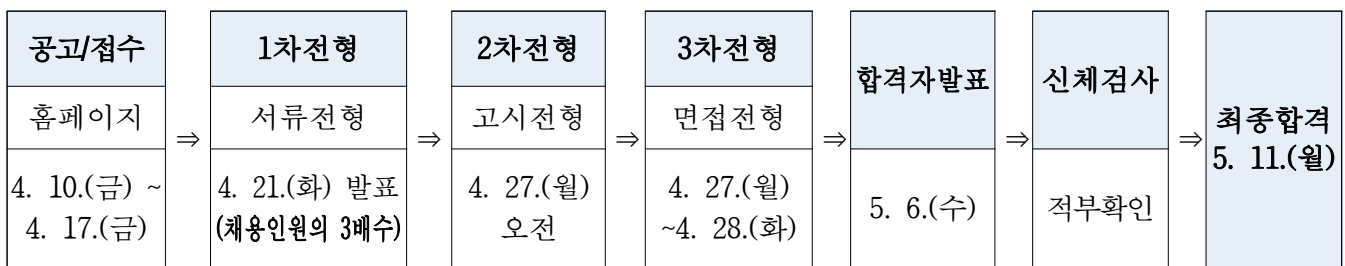 공고/접수
홈페이지
4. 10.(금) ~
4. 17.(금)
⇒
1차전형
서류전형
4. 21.(화) 발표
(채용인원의 3배수)
⇒
2차전형
고시전형
4. 27.(월)
오전
⇒
3차전형
면접전형
4. 27.(월)
~4. 28.(화)
⇒
합격자발표
5. 6.(수)
⇒
신체검사
적부확인
⇒
최종합격
5. 11.(월)